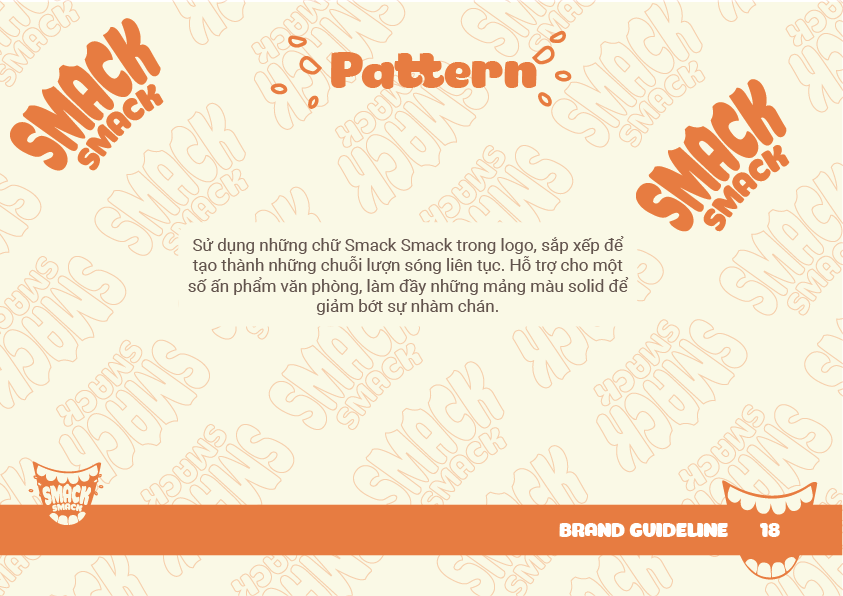 SMACK
SMACK
Pattern
SMACK
SMACK
Sử dụng những chữ Smack Smack trong logo, sắp xếp để
tạo thành những chuỗi lượn sóng liên tục. Hỗ trợ cho một
số ấn phẩm văn phòng, làm đầy những mảng màu solid để
giảm bớt sự nhàm chán.
SMACK
SMACK
BRAND GUIDELINE 18